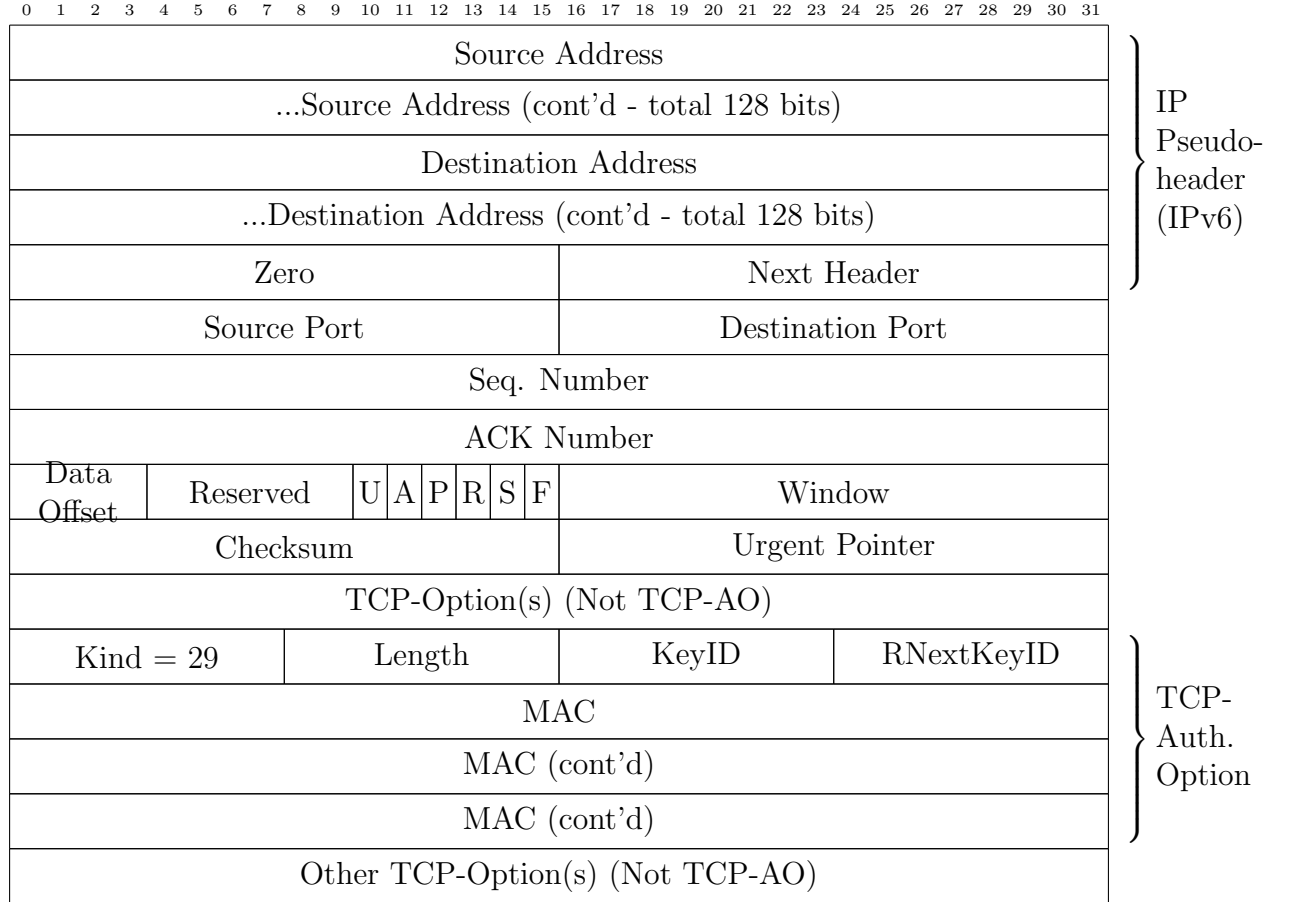 0 1 2 3 4 5 6 7 8 9 10 11 12 13 14 15 16 17 18 19 20 21 22 23 24 25 26 27 28 29 30 31
Source Address
...Source Address (cont'd - total 128 bits)
Destination Address
...Destination Address (cont'd - total 128 bits)
Zero Next Header
IP
Pseudo-
header
(IPv6)
Source Port Destination Port
Seq. Number
ACK Number
Data
Offset
Reserved U A P R S F Window
Checksum Urgent Pointer
TCP-Option(s) (Not TCP-AO)
Kind = 29 Length KeyID RNextKeyID
MAC
MAC (cont'd)
MAC (cont'd)
TCP-
Auth.
Option
Other TCP-Option(s) (Not TCP-AO)